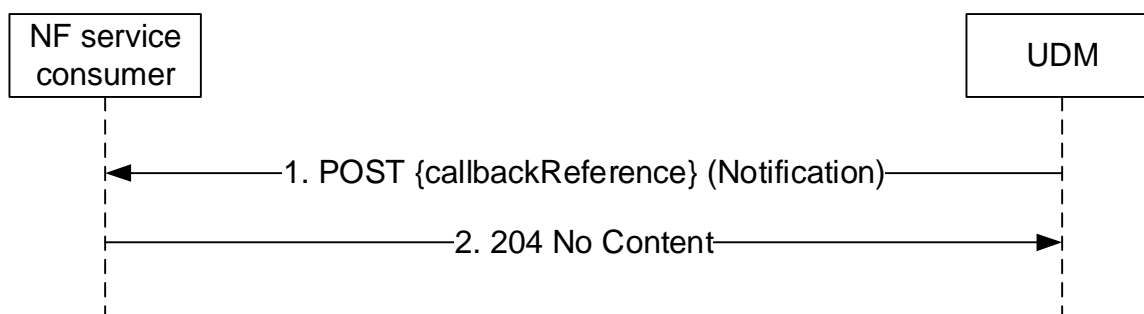 NF service
consumer
UDM
1. POST {callbackReference} (Notification)
2. 204 No Content